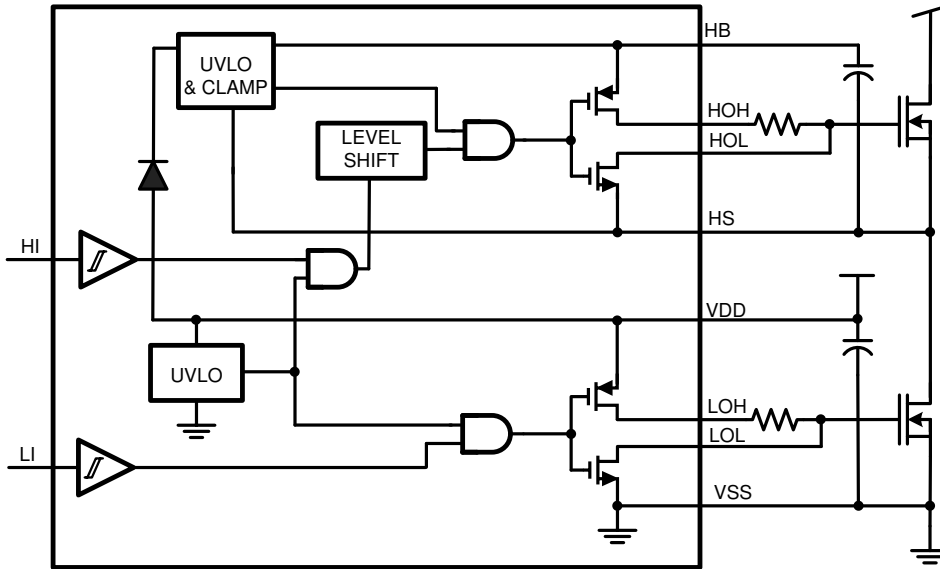 HB
UVLO
& CLAMP
HOH
LEVEL
SHIFT
HOL
HI
HS
VDD
UVLO
LOH
LOL
LI
VSS